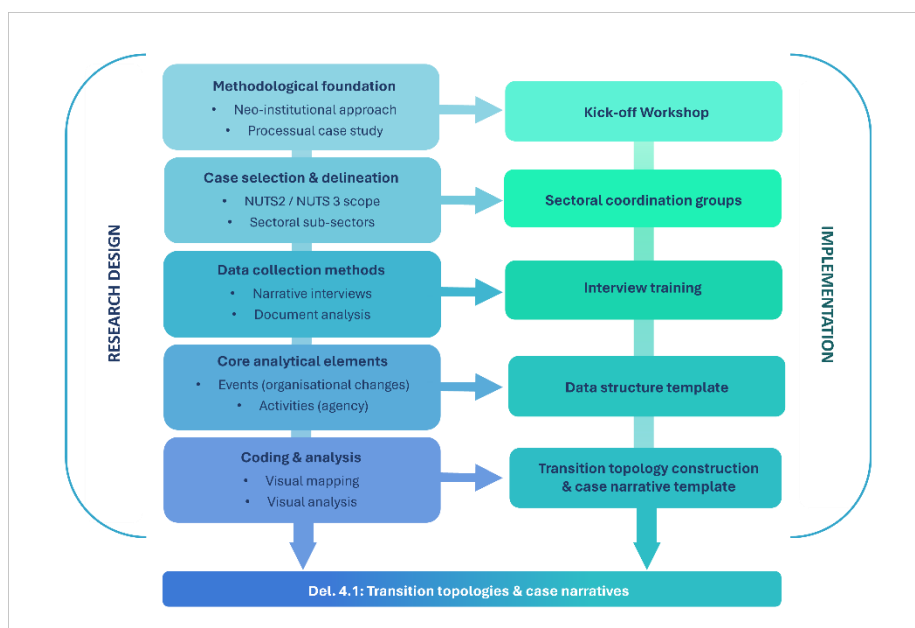 RESEARCH DESIGN
Methodological foundation
• Neo-institutional approach
• Processual case study
Kick-off Workshop
Case selection & delineation
• NUTS2 / NUTS 3 scope
• Sectoral sub-sectors
Sectoral coordination groups
Data collection methods
• Narrative interviews
• Document analysis
Interview training
Core analytical elements
• Events (organisational changes)
• Activities (agency)
Data structure template
Coding & analysis
• Visual mapping
• Visual analysis
Transition topology construction
& case narrative template
IMPLEMENTATION
Del. 4.1: Transition topologies & case narratives